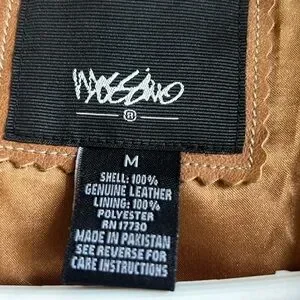 Mossimo
®
M
SHELL: 100%
GENUINE LEATHER
LINING: 100%
POLYESTER
RN 17730
MADE IN PAKISTAN
SEE REVERSE FOR
CARE INSTRUCTIONS